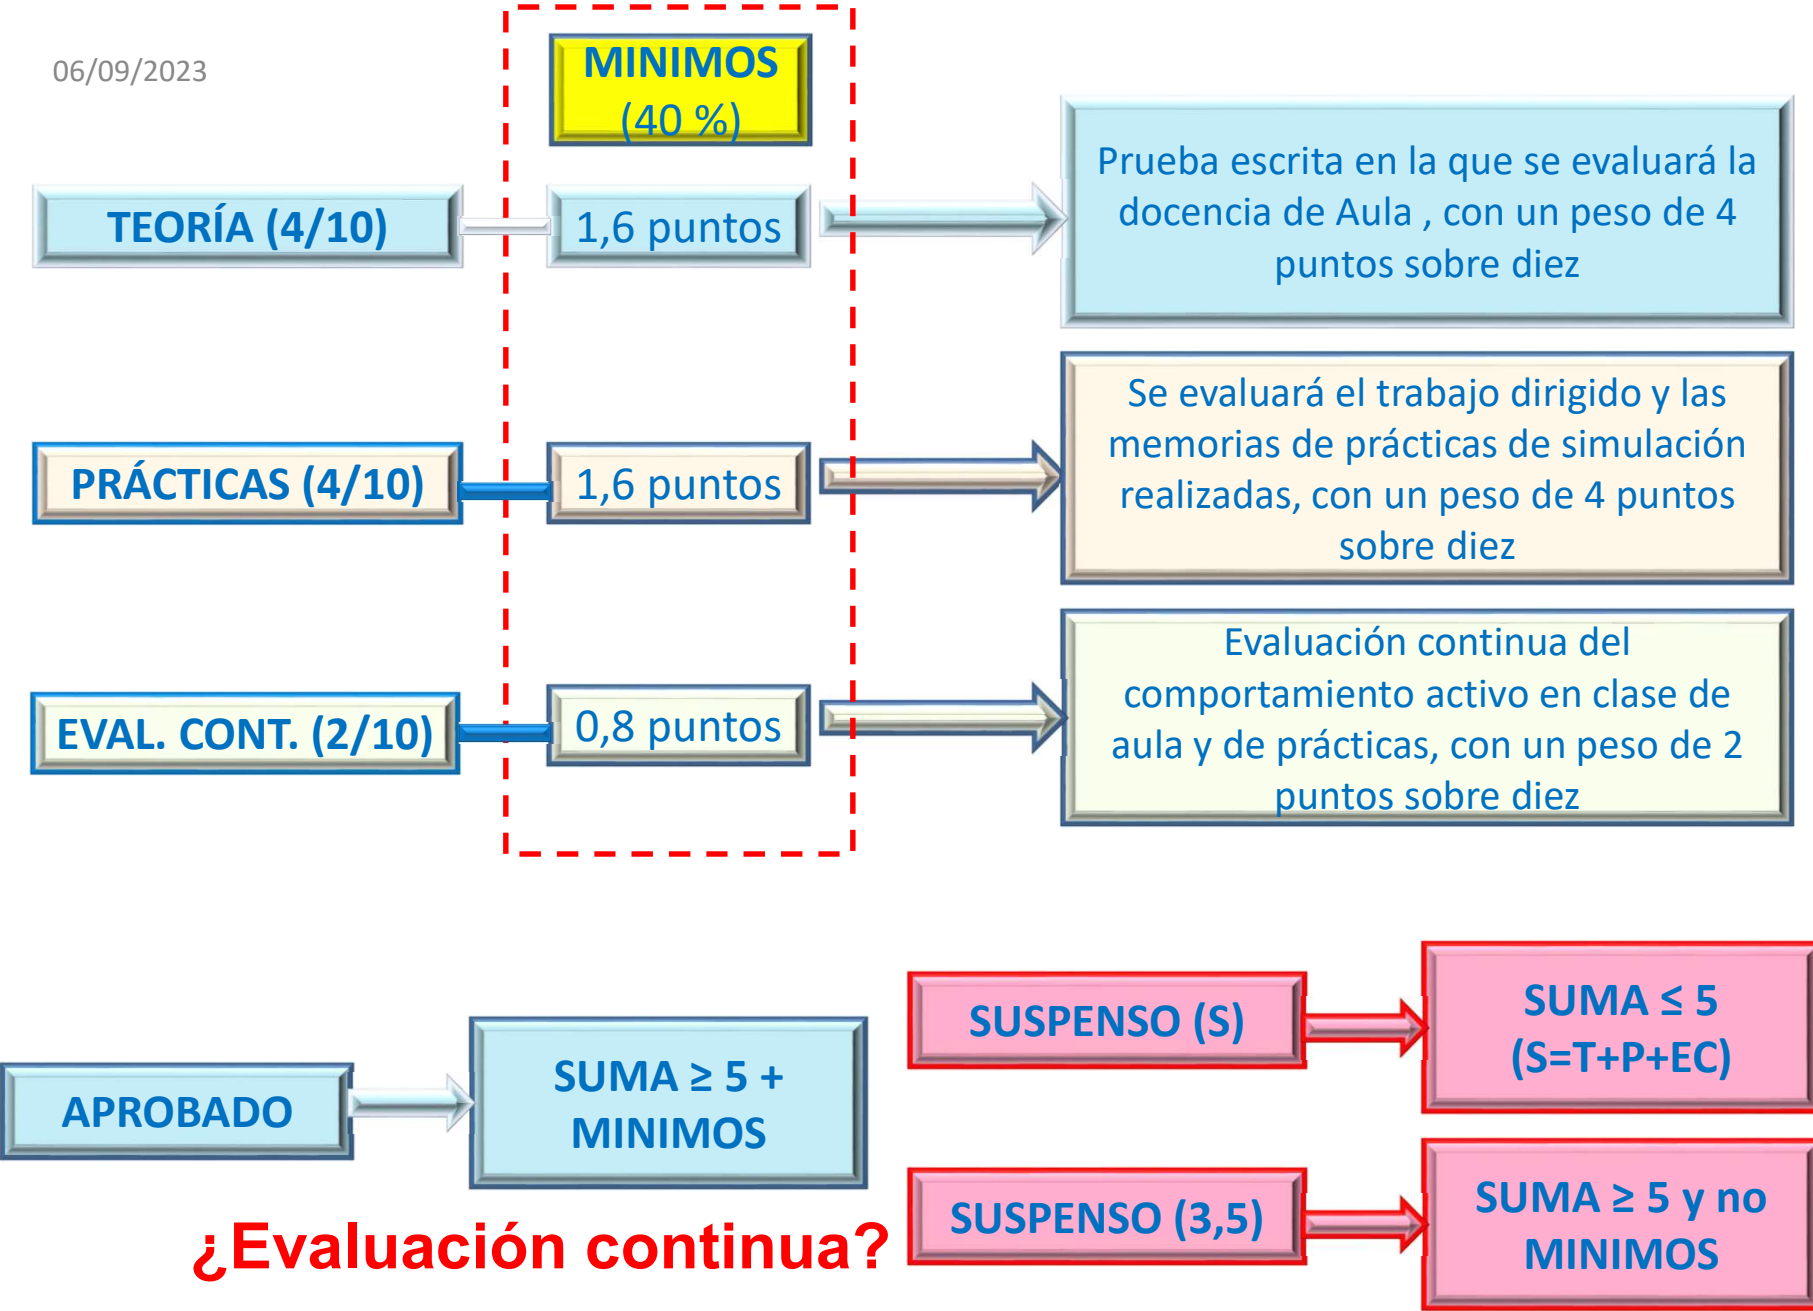 06/09/2023
MINIMOS
(40 %)
TEORÍA (4/10)
1,6 puntos
Prueba escrita en la que se evaluará la
docencia de Aula , con un peso de 4
puntos sobre diez
PRÁCTICAS (4/10)
1,6 puntos
Se evaluará el trabajo dirigido y las
memorias de prácticas de simulación
realizadas, con un peso de 4 puntos
sobre diez
EVAL. CONT. (2/10)
0,8 puntos
Evaluación continua del
comportamiento activo en clase de
aula y de prácticas, con un peso de 2
puntos sobre diez
APROBADO
SUMA ≥ 5 +
MINIMOS
SUSPENSO (S)
SUMA ≤ 5
(S=T+P+EC)
SUSPENSO (3,5)
SUMA ≥ 5 y no
MINIMOS
¿Evaluación continua?